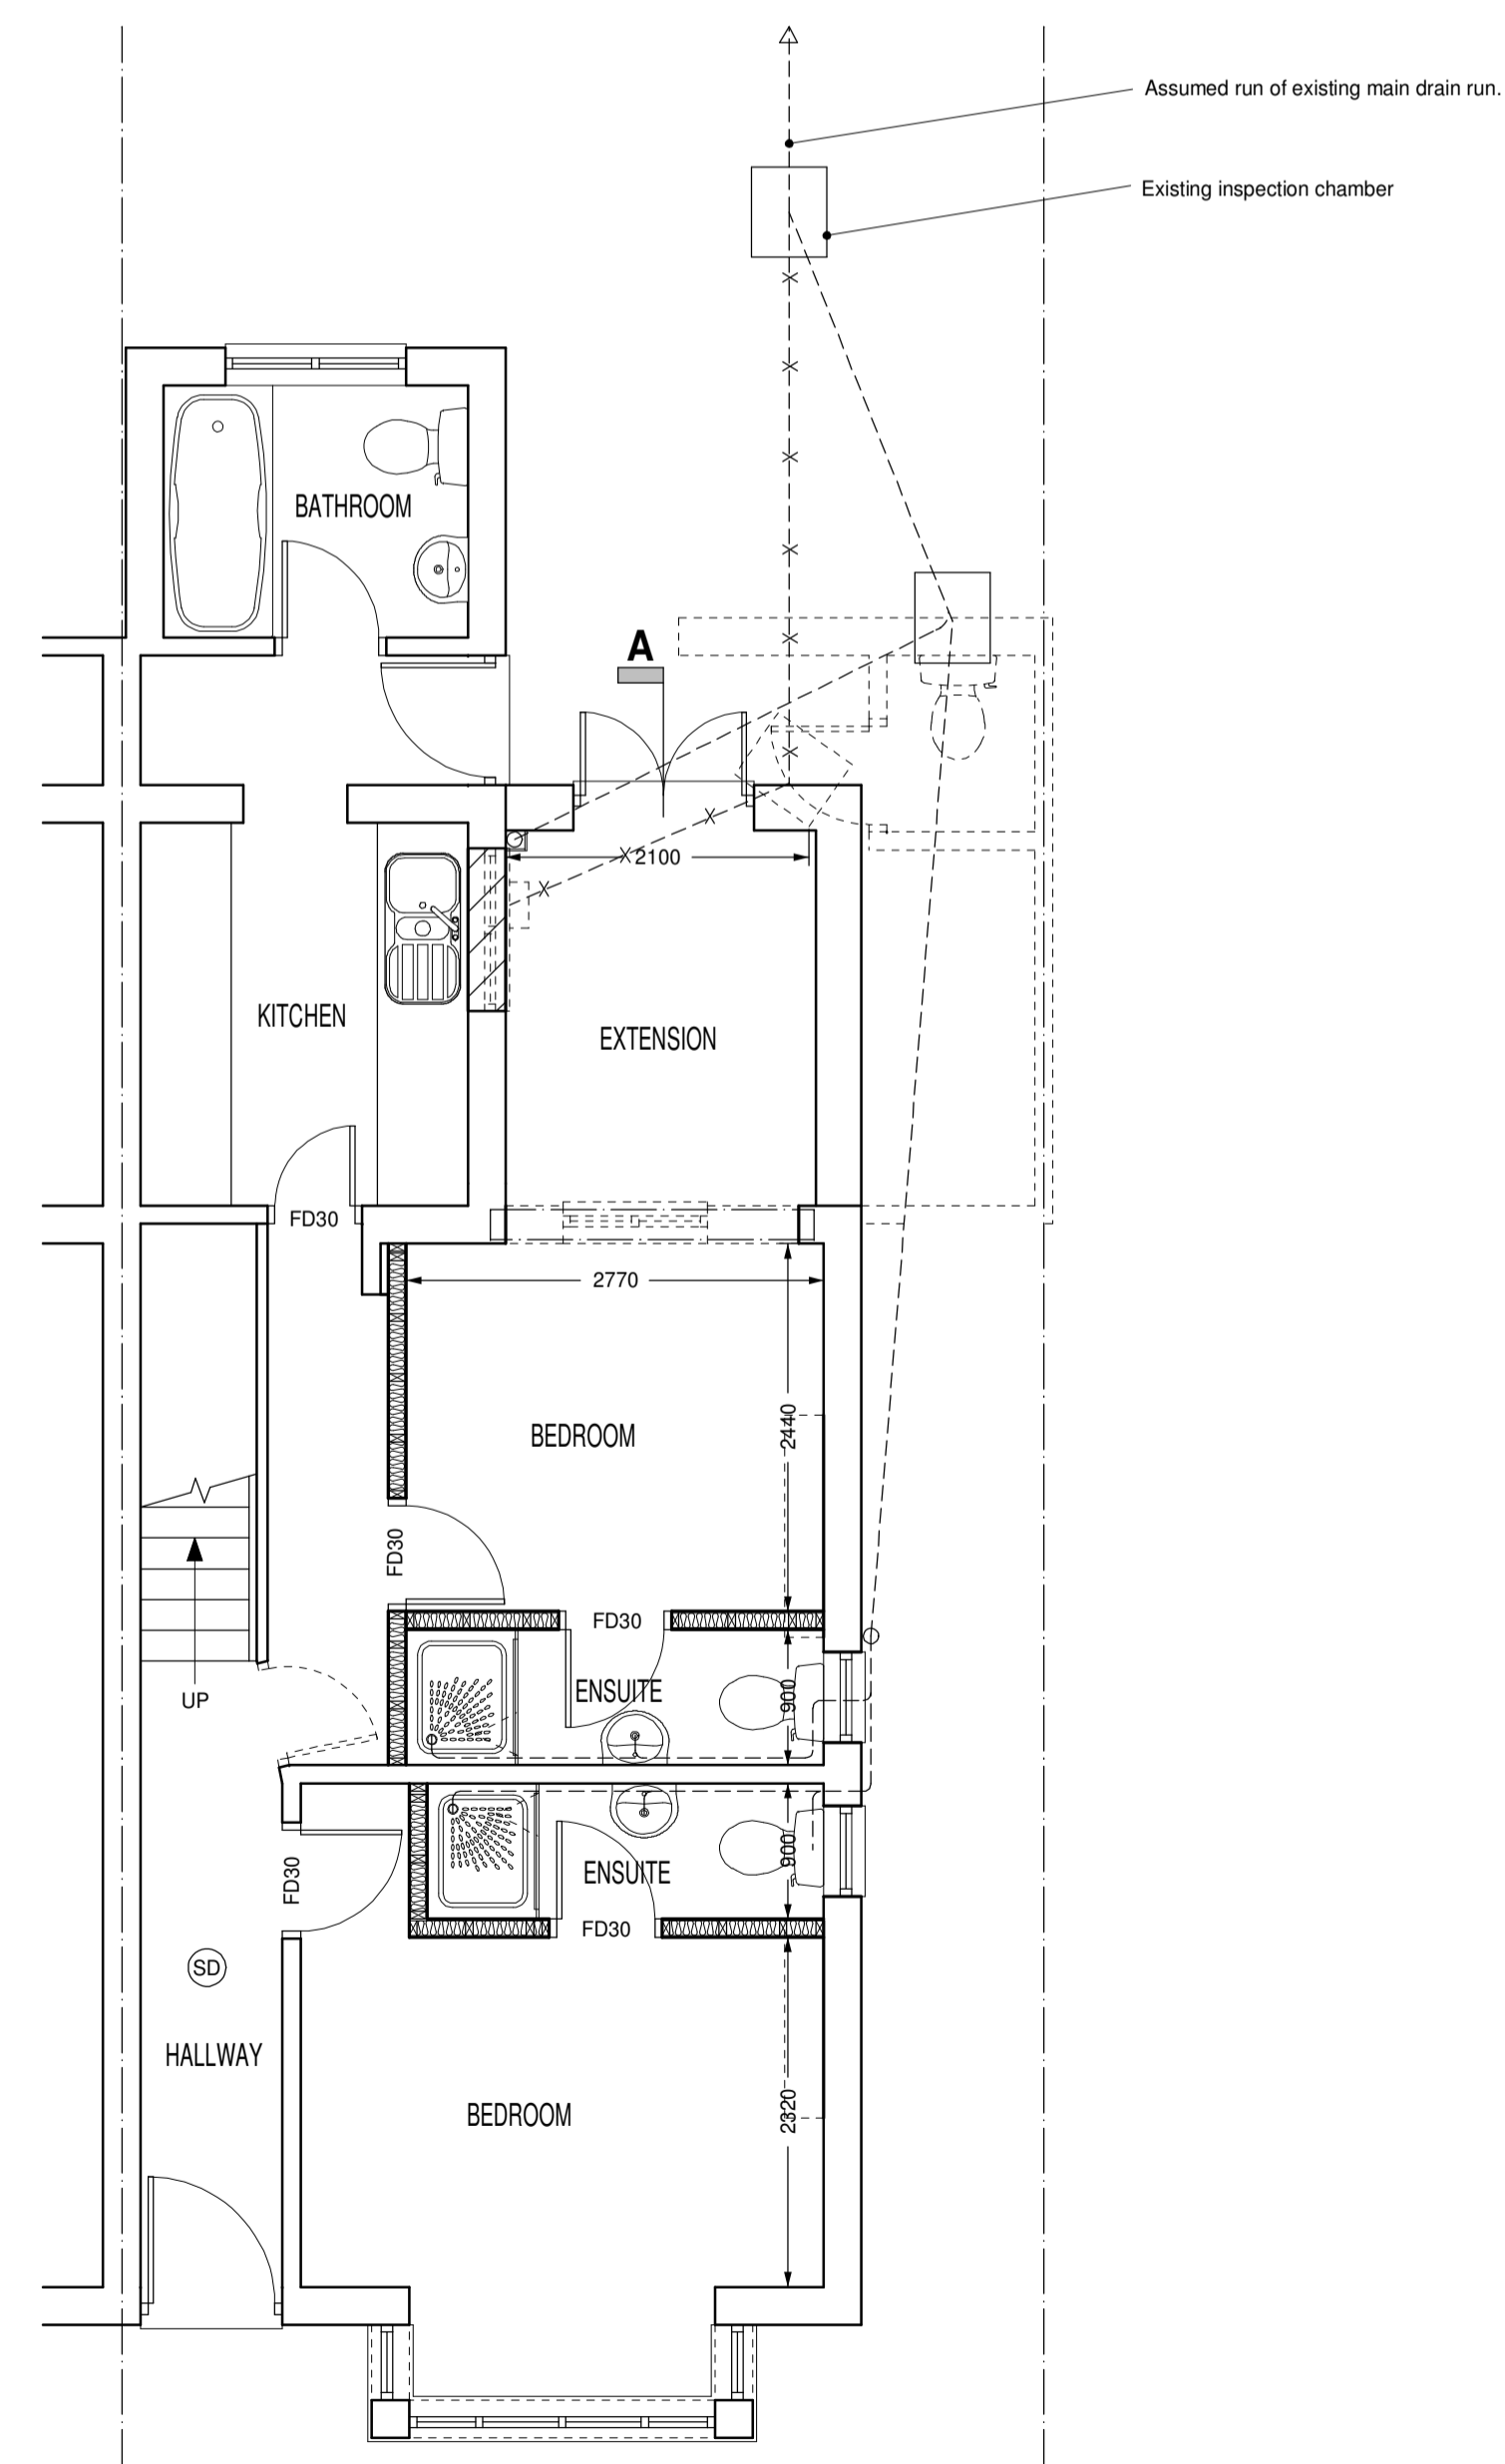 Assumed run of existing main drain run.
Existing inspection chamber
BATHROOM
A
2100
KITCHEN
EXTENSION
FD30
2770
2440
BEDROOM
FD30
FD30
ENSUITE
900
UP
900
ENSUITE
FD30
FD30
SD
HALLWAY
BEDROOM
2320